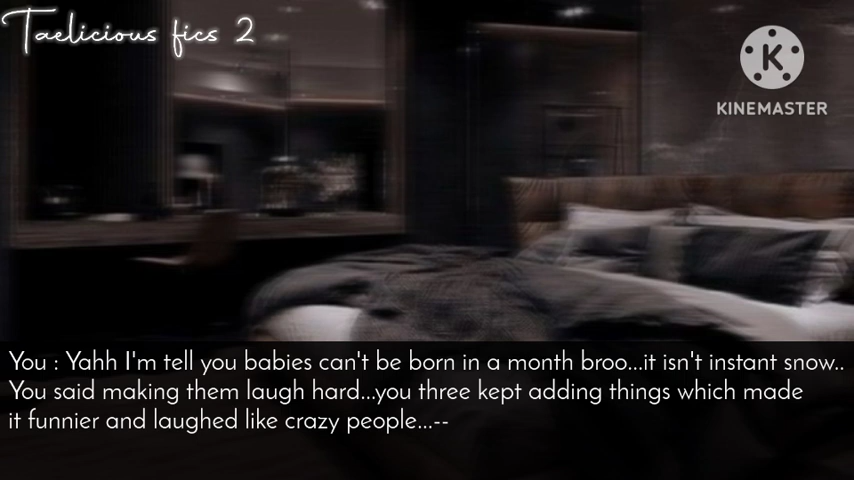 Taelicious fics 2
KINEMASTER
You : Yahh I'm tell you babies can't be born in a month broo...it isn't instant snow..
You said making them laugh hard...you three kept adding things which made
it funnier and laughed like crazy people...--